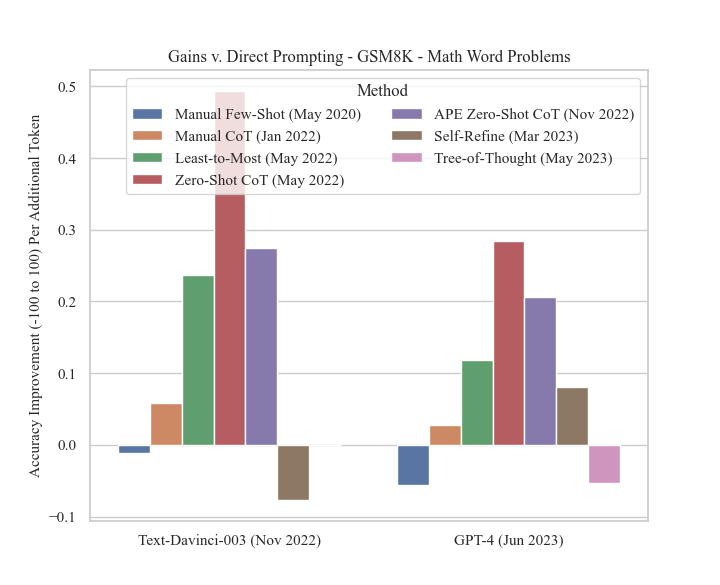 Gains v. Direct Prompting - GSM8K - Math Word Problems
Accuracy Improvement (-100 to 100) Per Additional Token
0.5
0.4
0.3
0.2
0.1
0.0
−0.1
Method
Manual Few-Shot (May 2020)
Manual CoT (Jan 2022)
Least-to-Most (May 2022)
Zero-Shot CoT (May 2022)
APE Zero-Shot CoT (Nov 2022)
Self-Refine (Mar 2023)
Tree-of-Thought (May 2023)
Text-Davinci-003 (Nov 2022)
GPT-4 (Jun 2023)